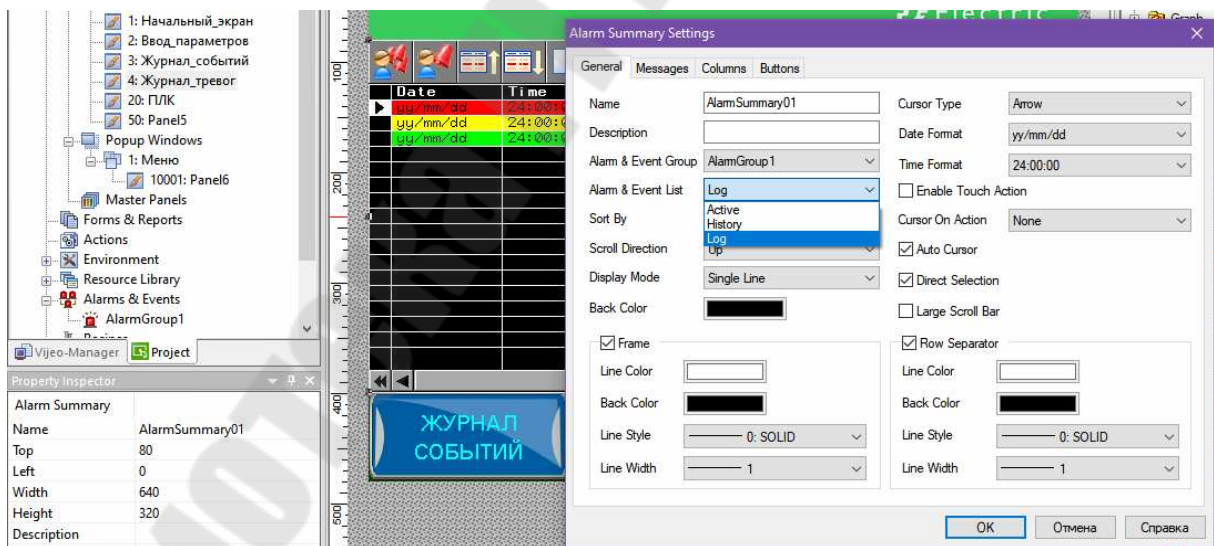 1: Начальный_экран
2: Ввод_параметров
3: Журнал_событий
4: Журнал_тревог
20: ПЛК
50: Panel5
Popup Windows
1: Меню
10001: Panel6
Master Panels
Forms & Reports
Actions
Environment
Resource Library
Alarms & Events
AlarmGroup1
Vijeo-Manager
Project
Property Inspector
Alarm Summary
Name AlarmSummary01
Top 80
Left 0
Width 640
Height 320
Description
100
200
300
400
500
Date Time
yy/mm/dd 24:00:
yy/mm/dd 24:00:
yy/mm/dd 24:00:
ЖУРНАЛ
СОБЫТИЙ
Electric
Graph
Alarm Summary Settings
General Messages Columns Buttons
Name AlarmSummary01
Description
Alarm & Event Group AlarmGroup1
Alarm & Event List Log
Active
History
Log
Sort By
Scroll Direction Up
Display Mode Single Line
Back Color
Cursor Type Arrow
Date Format yy/mm/dd
Time Format 24:00:00
Enable Touch Action
Cursor On Action None
Auto Cursor
Direct Selection
Large Scroll Bar
Frame
Line Color
Back Color
Line Style 0: SOLID
Line Width 1
Row Separator
Line Color
Back Color
Line Style 0: SOLID
Line Width 1
OK Отмена Справка